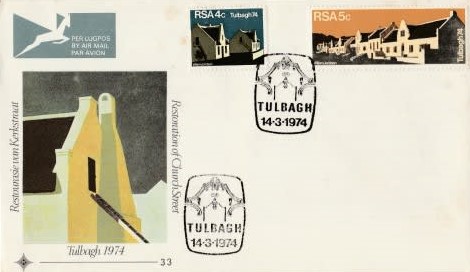 PER LUGPOS
BY AIR MAIL
PAR AVION
RSA 4c Tulbagh 74
RSA 5c
Tulbagh 74
TULBAGH
14-3-1974
Restourasie van Kerkstraat
Restoration of Church Street
Tulbagh 1974
33
TULBAGH
14-3-1974